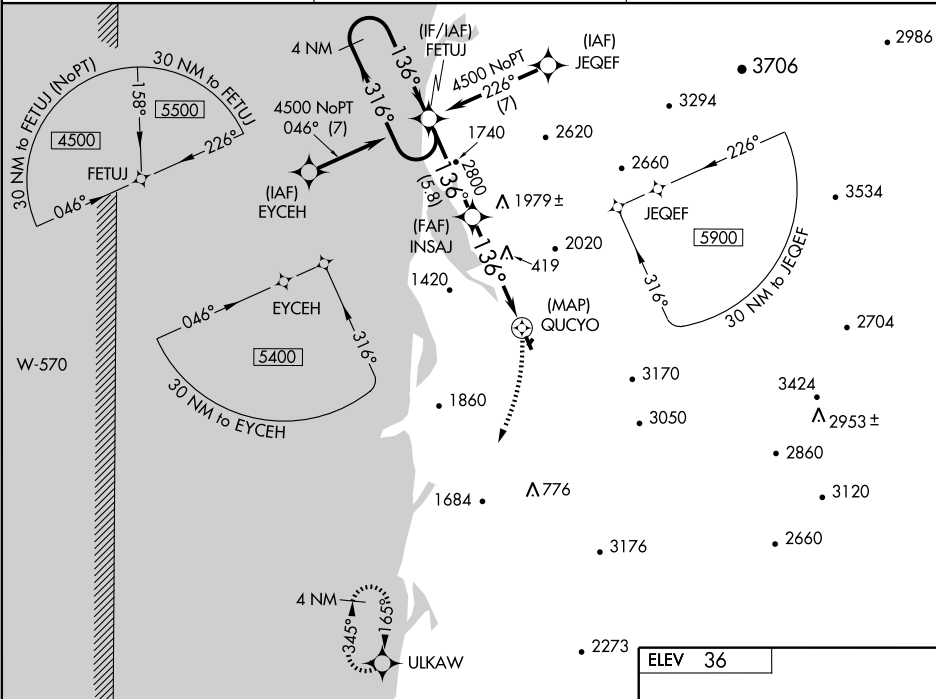 4 NM
(IF/IAF)
FETUJ
(IAF)
JEQEF
2986
3706
3294
136°
316°
4500 NoPT
226°
(7)
30 NM to FETUJ (NoPT)
30 NM to FETUJ
4500
5500
158°
226°
FETUJ
046°
4500 NoPT
046° (7)
(IAF)
EYCEH
1740
2620
2800
136°
(5.8)
1979±
(FAF)
INSAJ
136°
419
2020
1420
2660
226°
JEQEF
5900
316°
30 NM to JEQEF
3534
(MAP)
QUCYO
2704
046°
EYCEH
316°
5400
30 NM to EYCEH
W-570
3170
3424
1860
3050
2953±
2860
1684
776
3120
3176
2660
4 NM
345°
165°
ULKAW
2273
ELEV 36